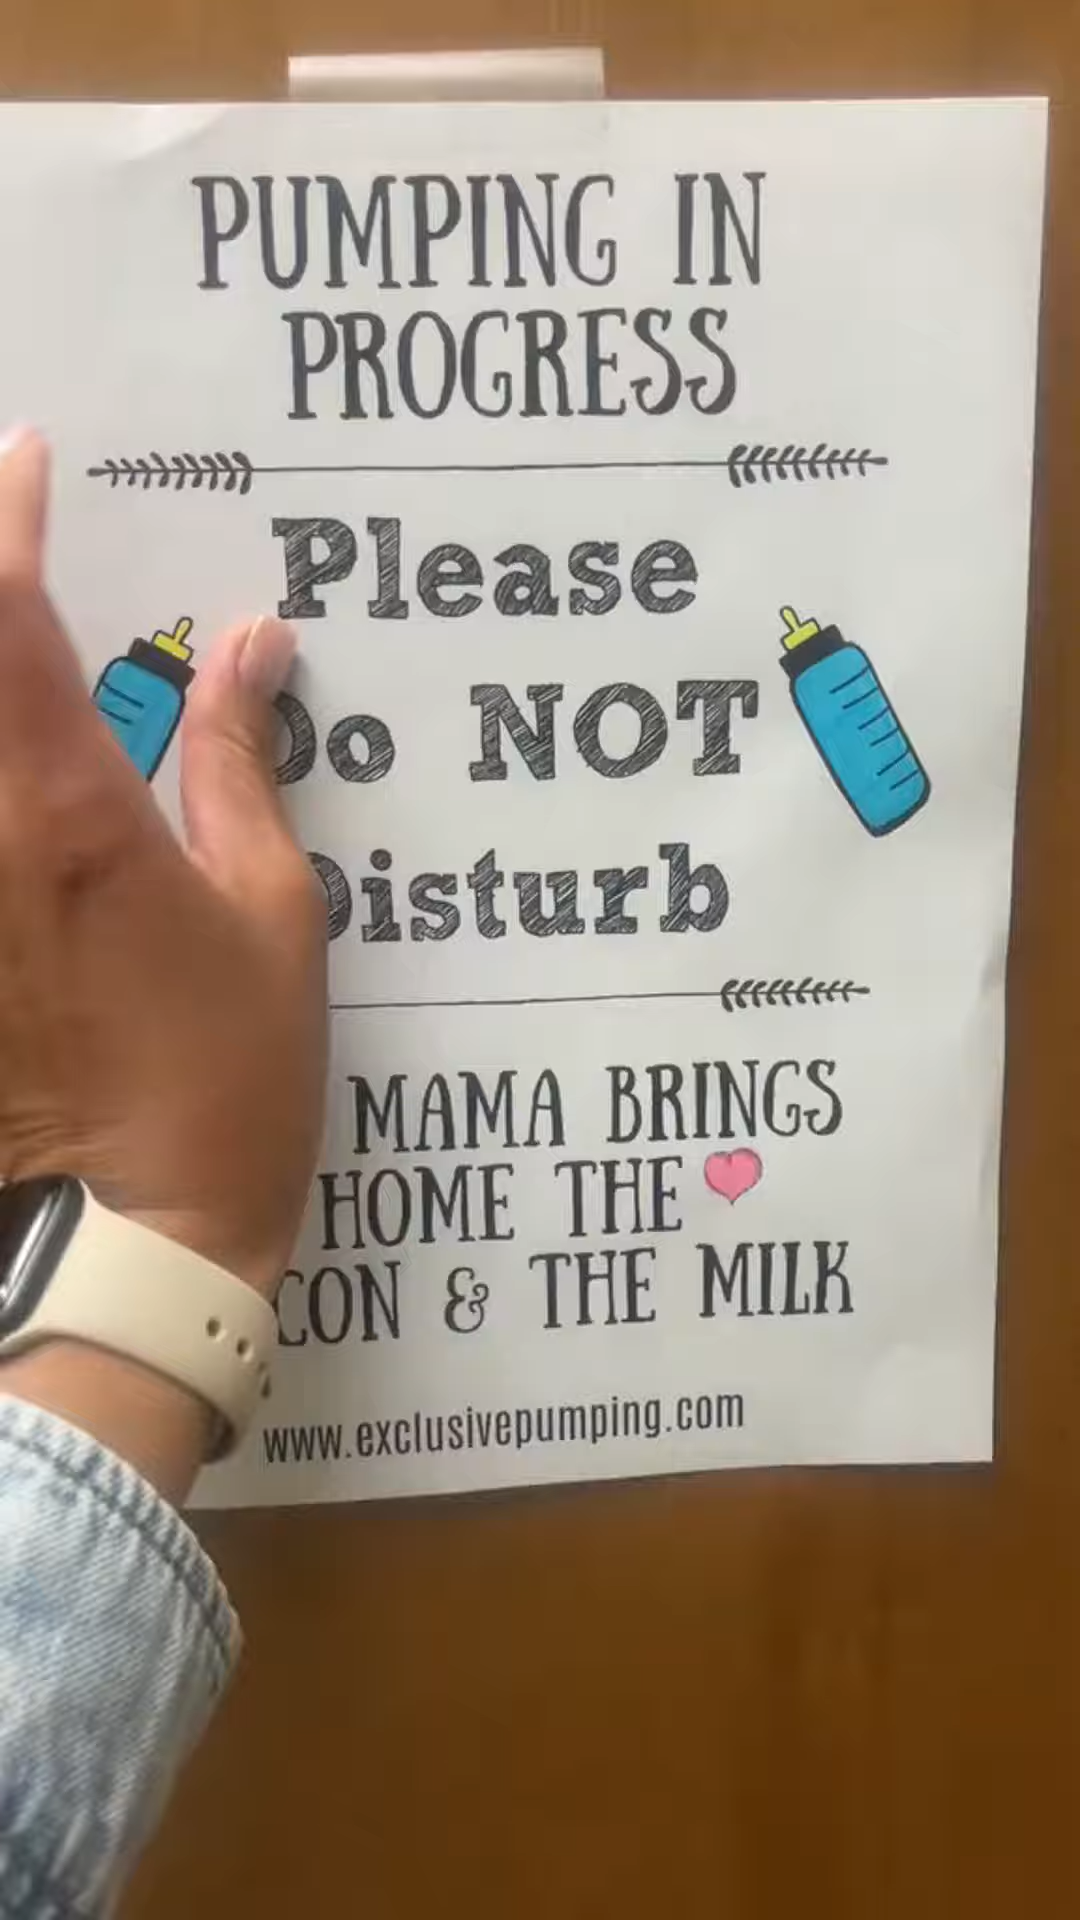 PUMPING IN
PROGRESS
Please
Do NOT
Disturb
MAMA BRINGS
HOME THE
CON & THE MILK
www.exclusivepumping.com